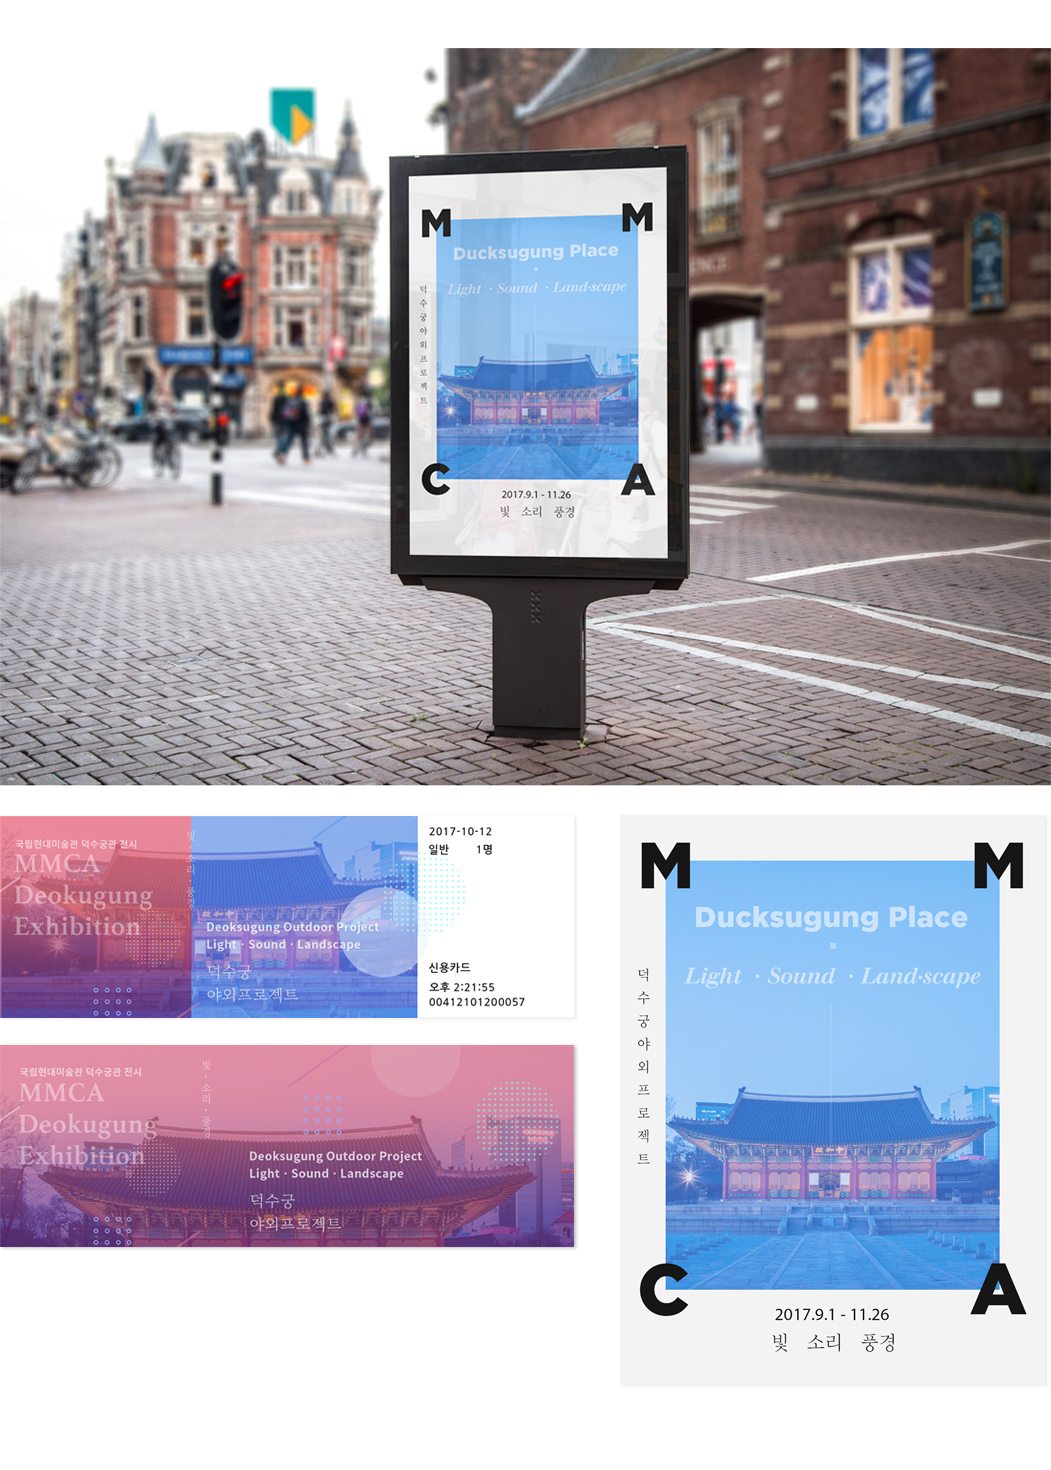 M M
Ducksugung Place
Light · Sound · Land·scape
덕수궁야외프로젝트
C A
2017.9.1 - 11.26
빛 소리 풍경
국립현대미술관 덕수궁관 전시
MMCA
Deokugung
Exhibition
빛·소리·풍경
Deoksugung Outdoor Project
Light · Sound · Landscape
덕수궁
야외프로젝트
2017-10-12
일반 1명
신용카드
오후 2:21:55
00412101200057
국립현대미술관 덕수궁관 전시
MMCA
Deokugung
Exhibition
빛·소리·풍경
Deoksugung Outdoor Project
Light · Sound · Landscape
덕수궁
야외프로젝트
M M
Ducksugung Place
Light · Sound · Land·scape
덕수궁야외프로젝트
C A
2017.9.1 - 11.26
빛 소리 풍경